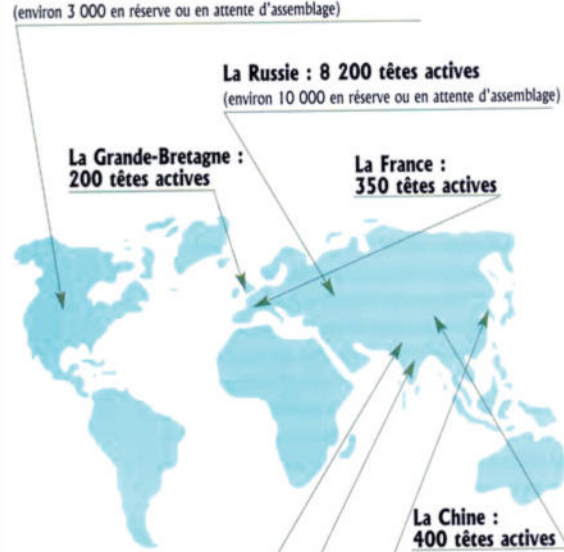 (environ 3 000 en réserve ou en attente d'assemblage)
La Russie : 8 200 têtes actives
(environ 10 000 en réserve ou en attente d'assemblage)
La Grande-Bretagne :
200 têtes actives
La France :
350 têtes actives
La Chine :
400 têtes actives